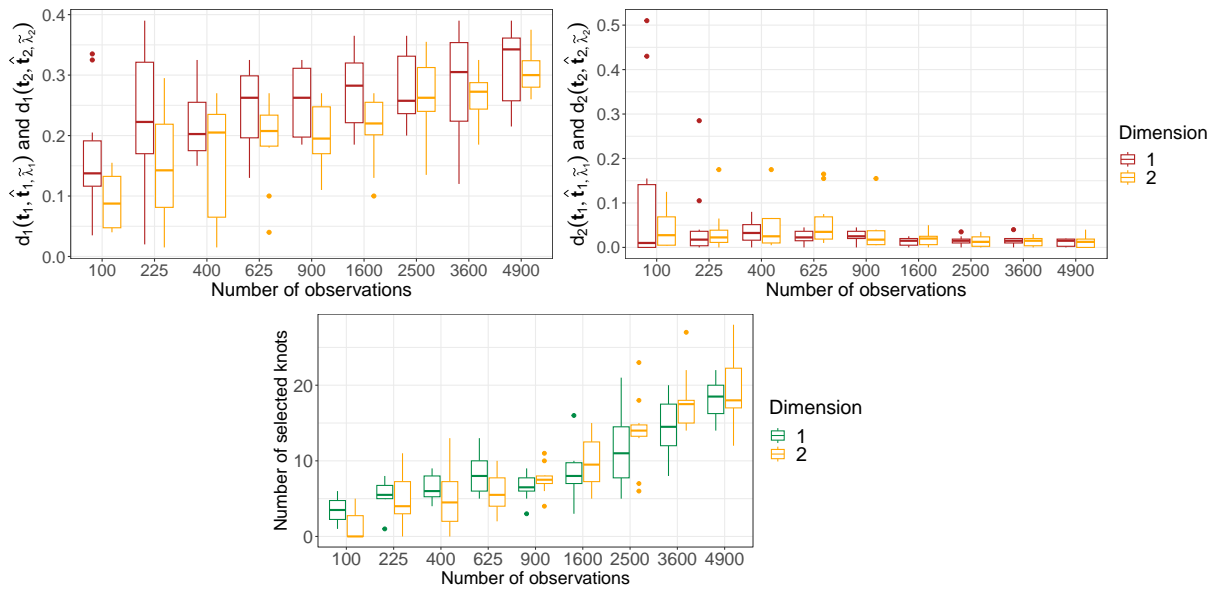 d₁(t₁, t̂₁,λ̃₁) and d₁(t₂, t̂₂,λ̃₂)
0.4
0.3
0.2
0.1
0.0
100 225 400 625 900 1600 2500 3600 4900
Number of observations
d₂(t₁, t̂₁,λ̃₁) and d₂(t₂, t̂₂,λ̃₂)
0.5
0.4
0.3
0.2
0.1
0.0
100 225 400 625 900 1600 2500 3600 4900
Number of observations
Dimension
1
2
Number of selected knots
20
10
0
100 225 400 625 900 1600 2500 3600 4900
Number of observations
Dimension
1
2